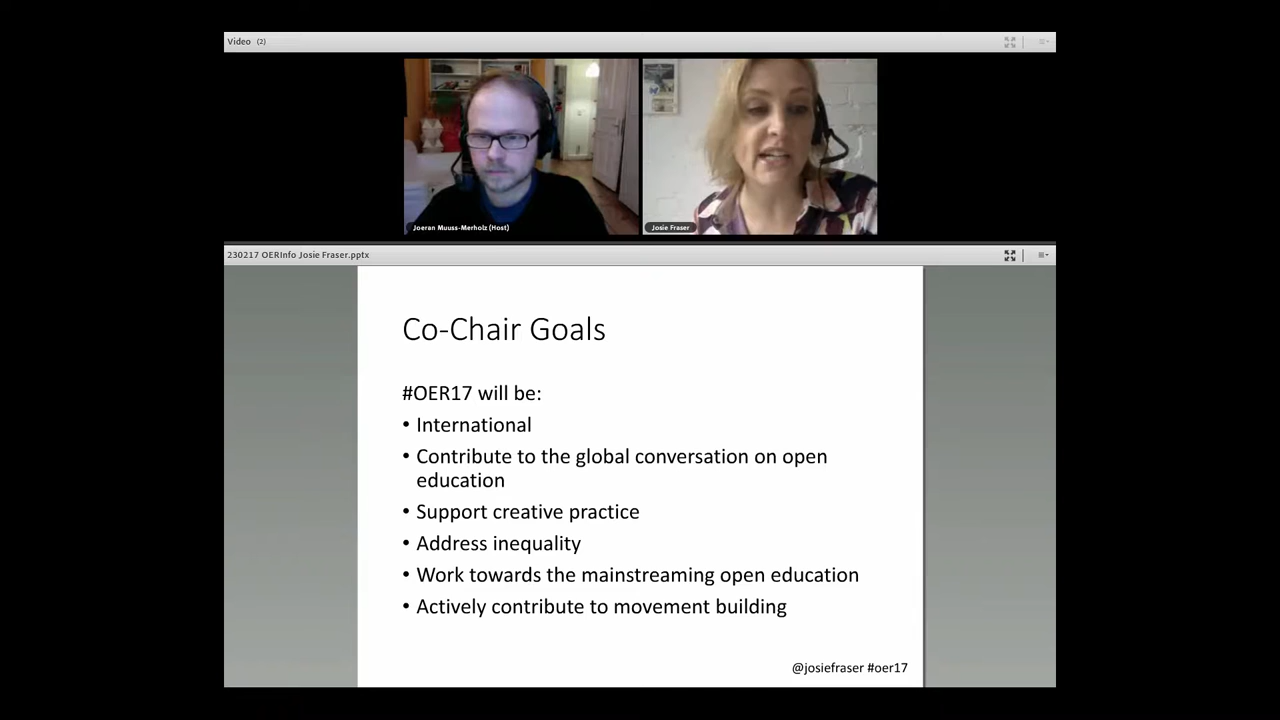 Video (2)
Joeran Muuss-Merholz (Host)
Josie Fraser
230217 OERInfo Josie Fraser.pptx
Co-Chair Goals
#OER17 will be:
• International
• Contribute to the global conversation on open
education
• Support creative practice
• Address inequality
• Work towards the mainstreaming open education
• Actively contribute to movement building
@josiefraser #oer17